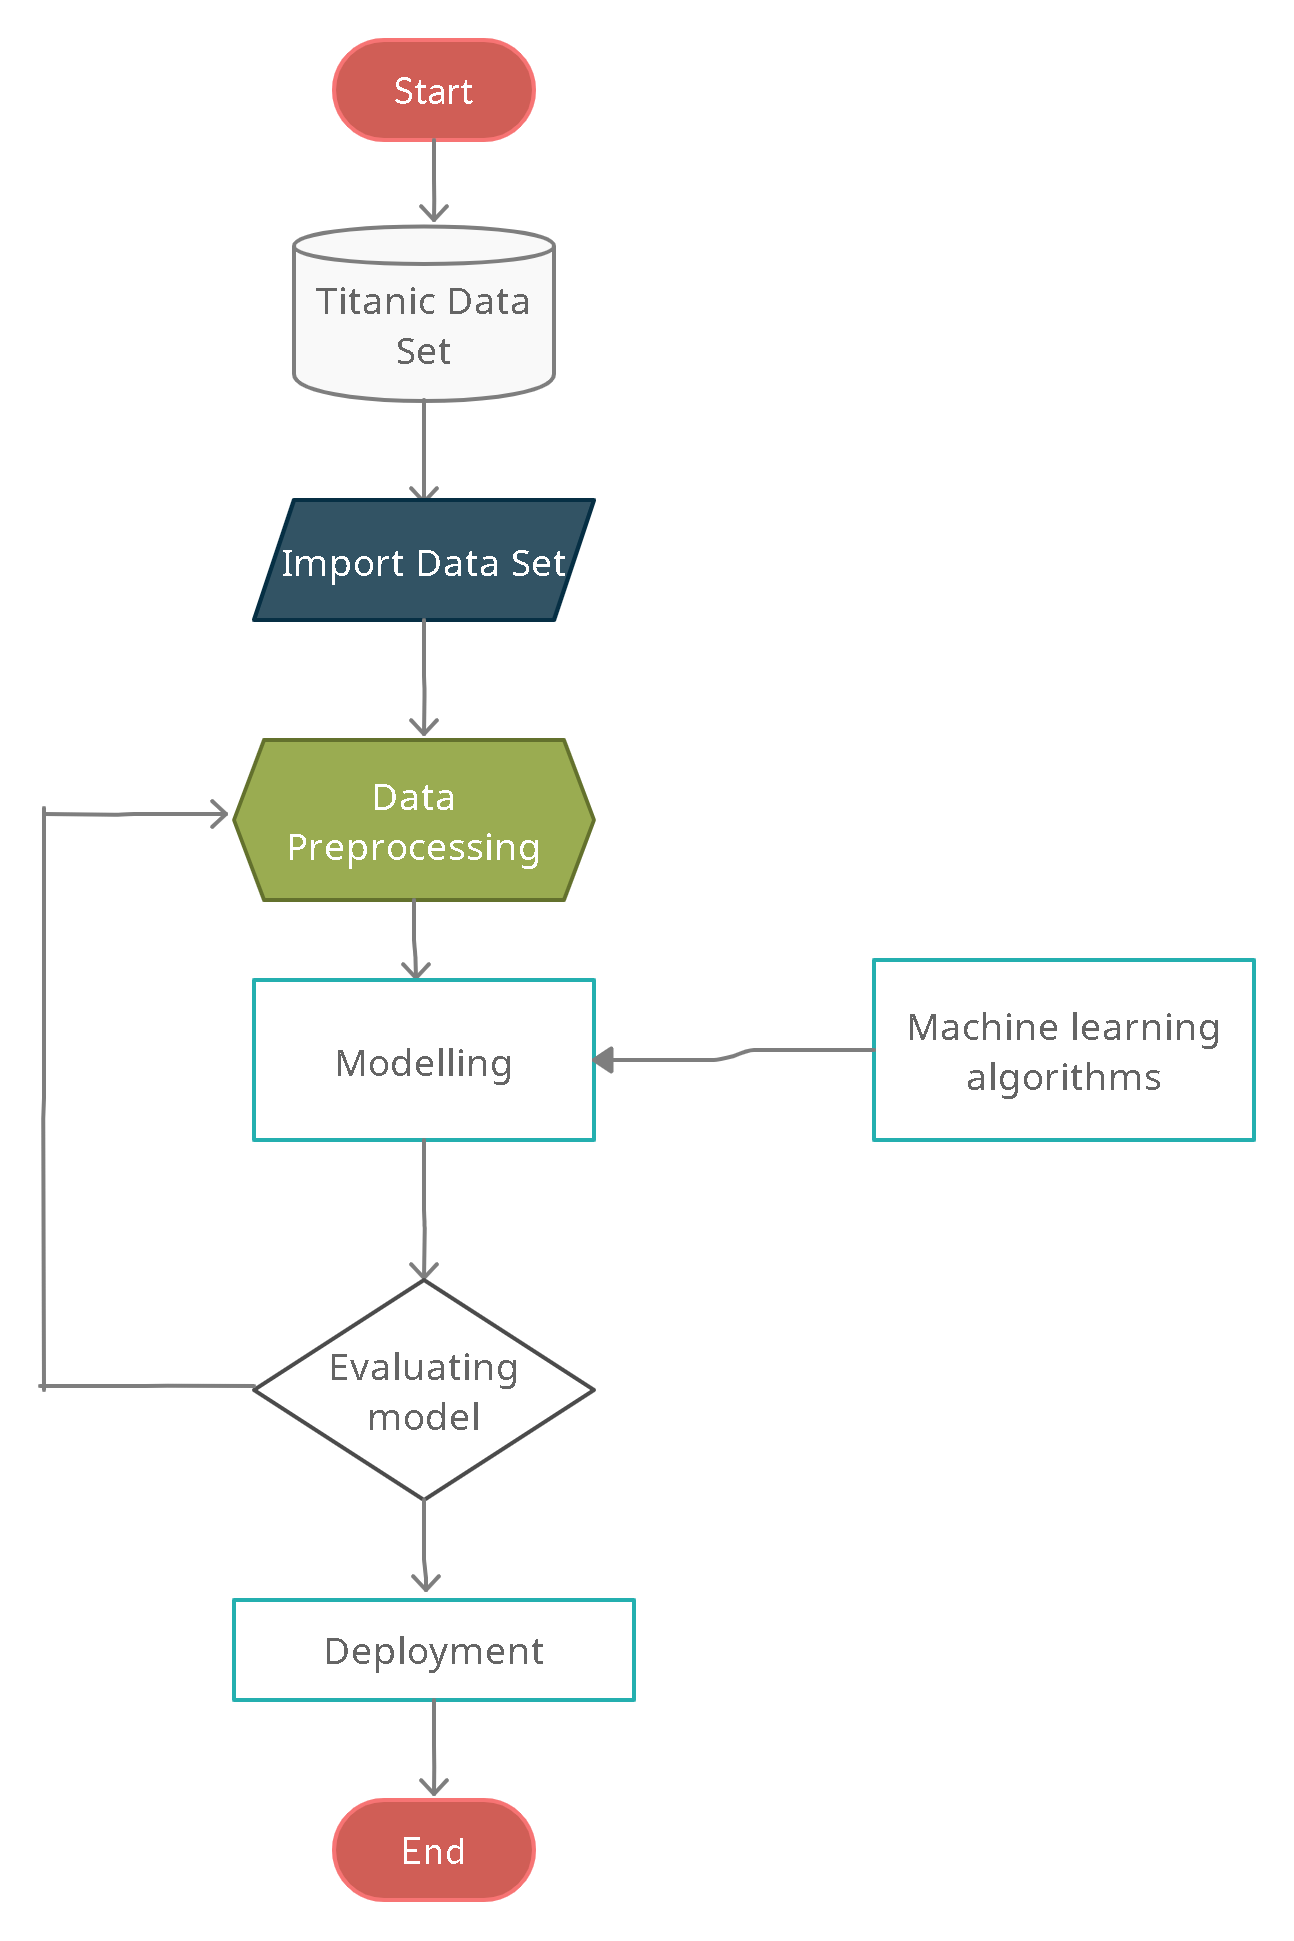 Start
Titanic Data
Set
Import Data Set
Data
Preprocessing
Modelling
Machine learning
algorithms
Evaluating
model
Deployment
End